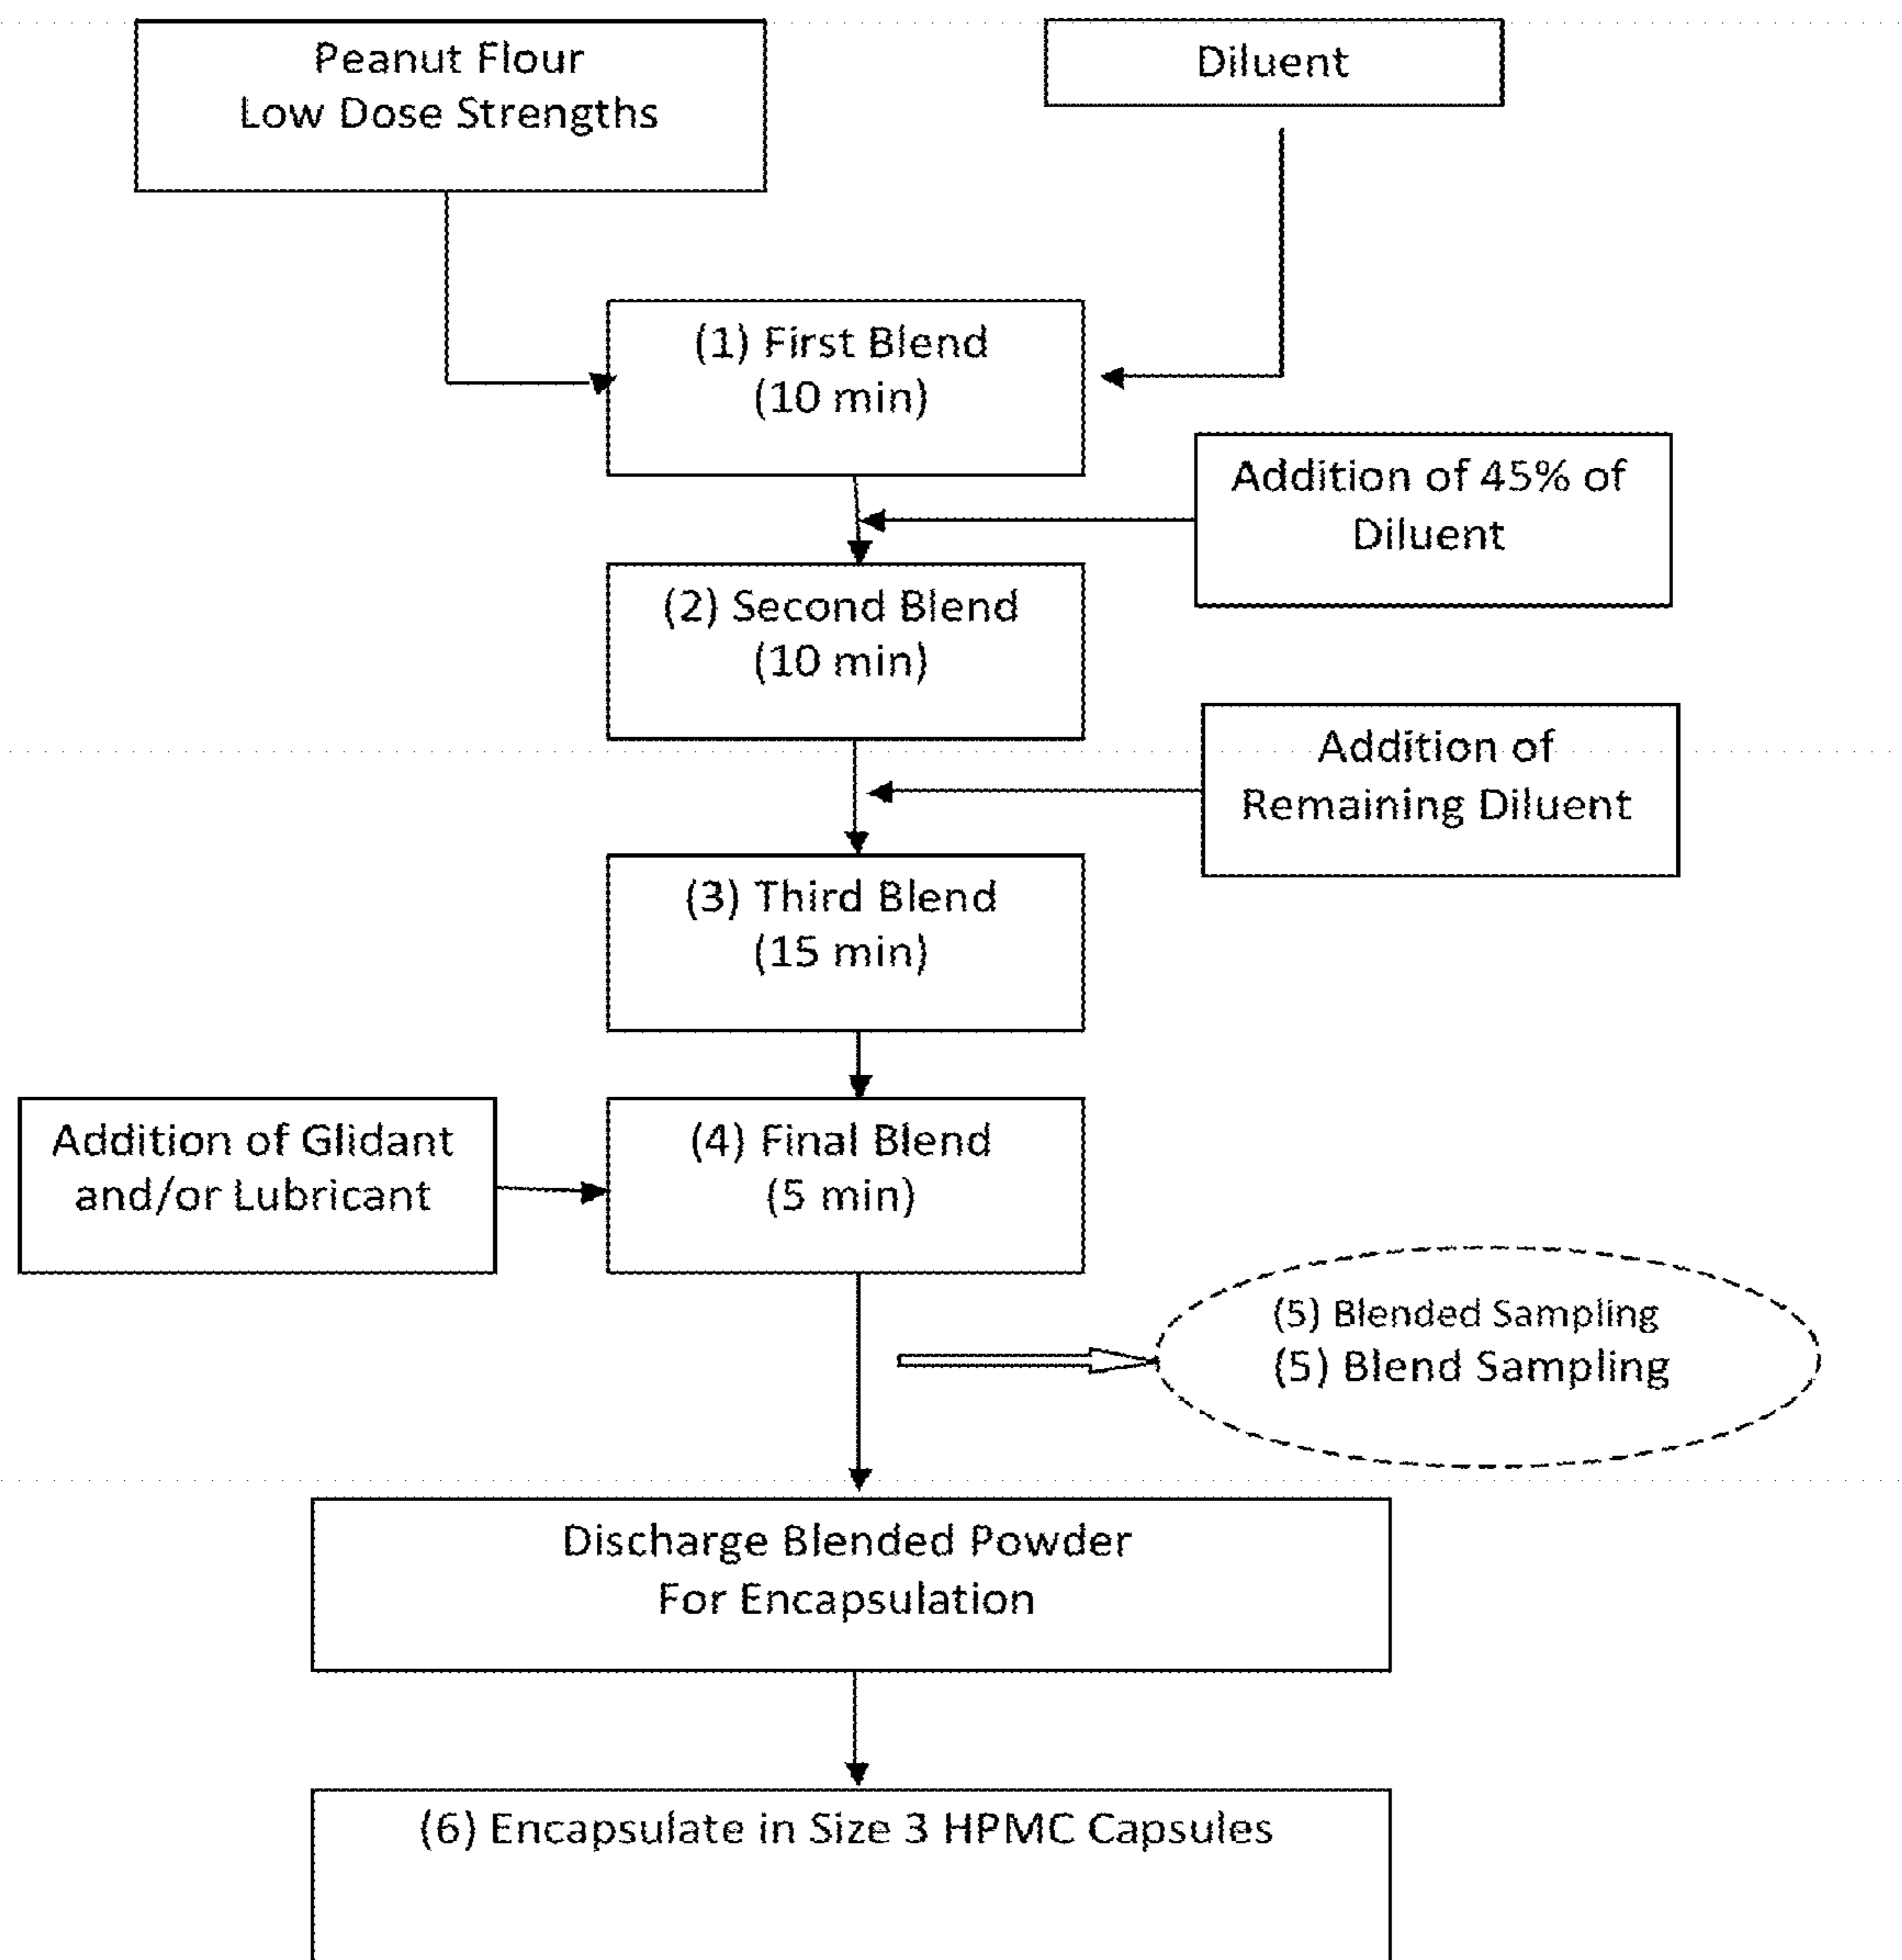 Peanut Flour
Low Dose Strengths
Diluent
(1) First Blend
(10 min)
Addition of 45% of
Diluent
(2) Second Blend
(10 min)
Addition of
Remaining Diluent
(3) Third Blend
(15 min)
Addition of Glidant
and/or Lubricant
(4) Final Blend
(5 min)
(5) Blended Sampling
(5) Blend Sampling
Discharge Blended Powder
For Encapsulation
(6) Encapsulate in Size 3 HPMC Capsules